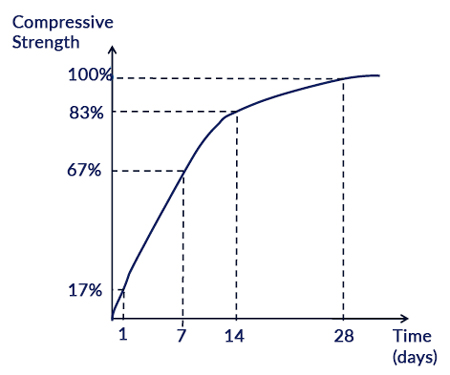 Compressive
Strength
100%
83%
67%
17%
1 7 14 28 Time
(days)